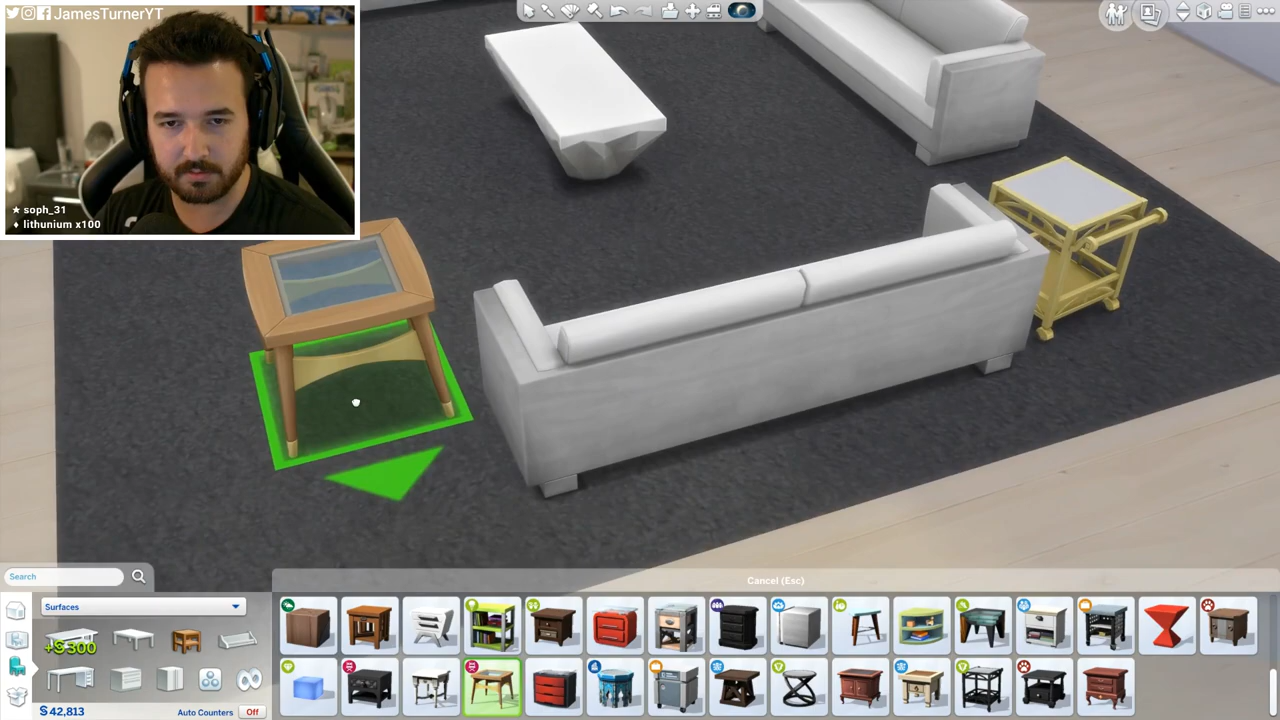 JamesTurnerYT
★ soph_31
♦ lithunium x100
Cancel (Esc)
Search
Surfaces
+§300
§42,813
Auto Counters Off